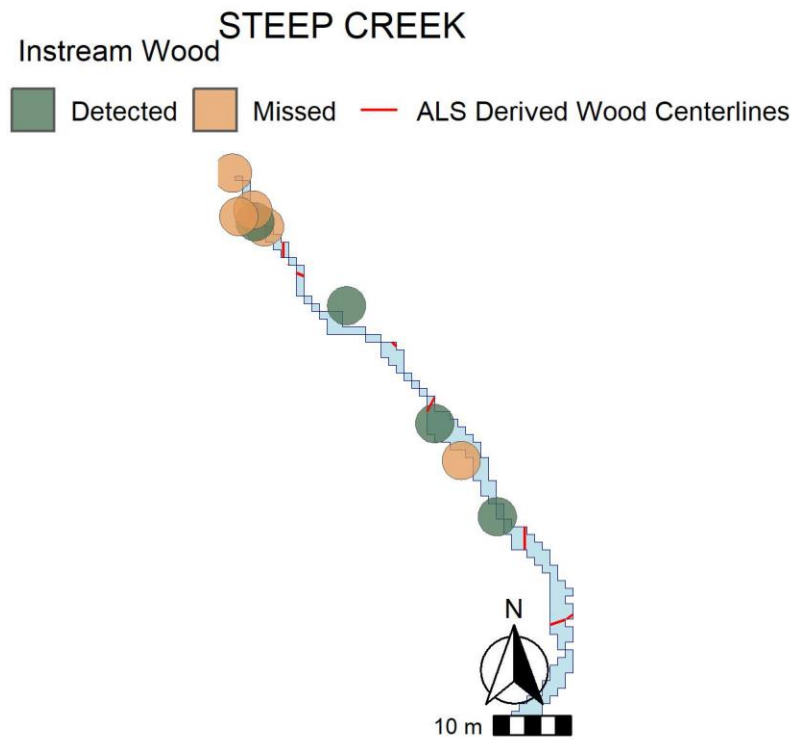 STEEP CREEK
Instream Wood
Detected Missed ALS Derived Wood Centerlines
N
10 m